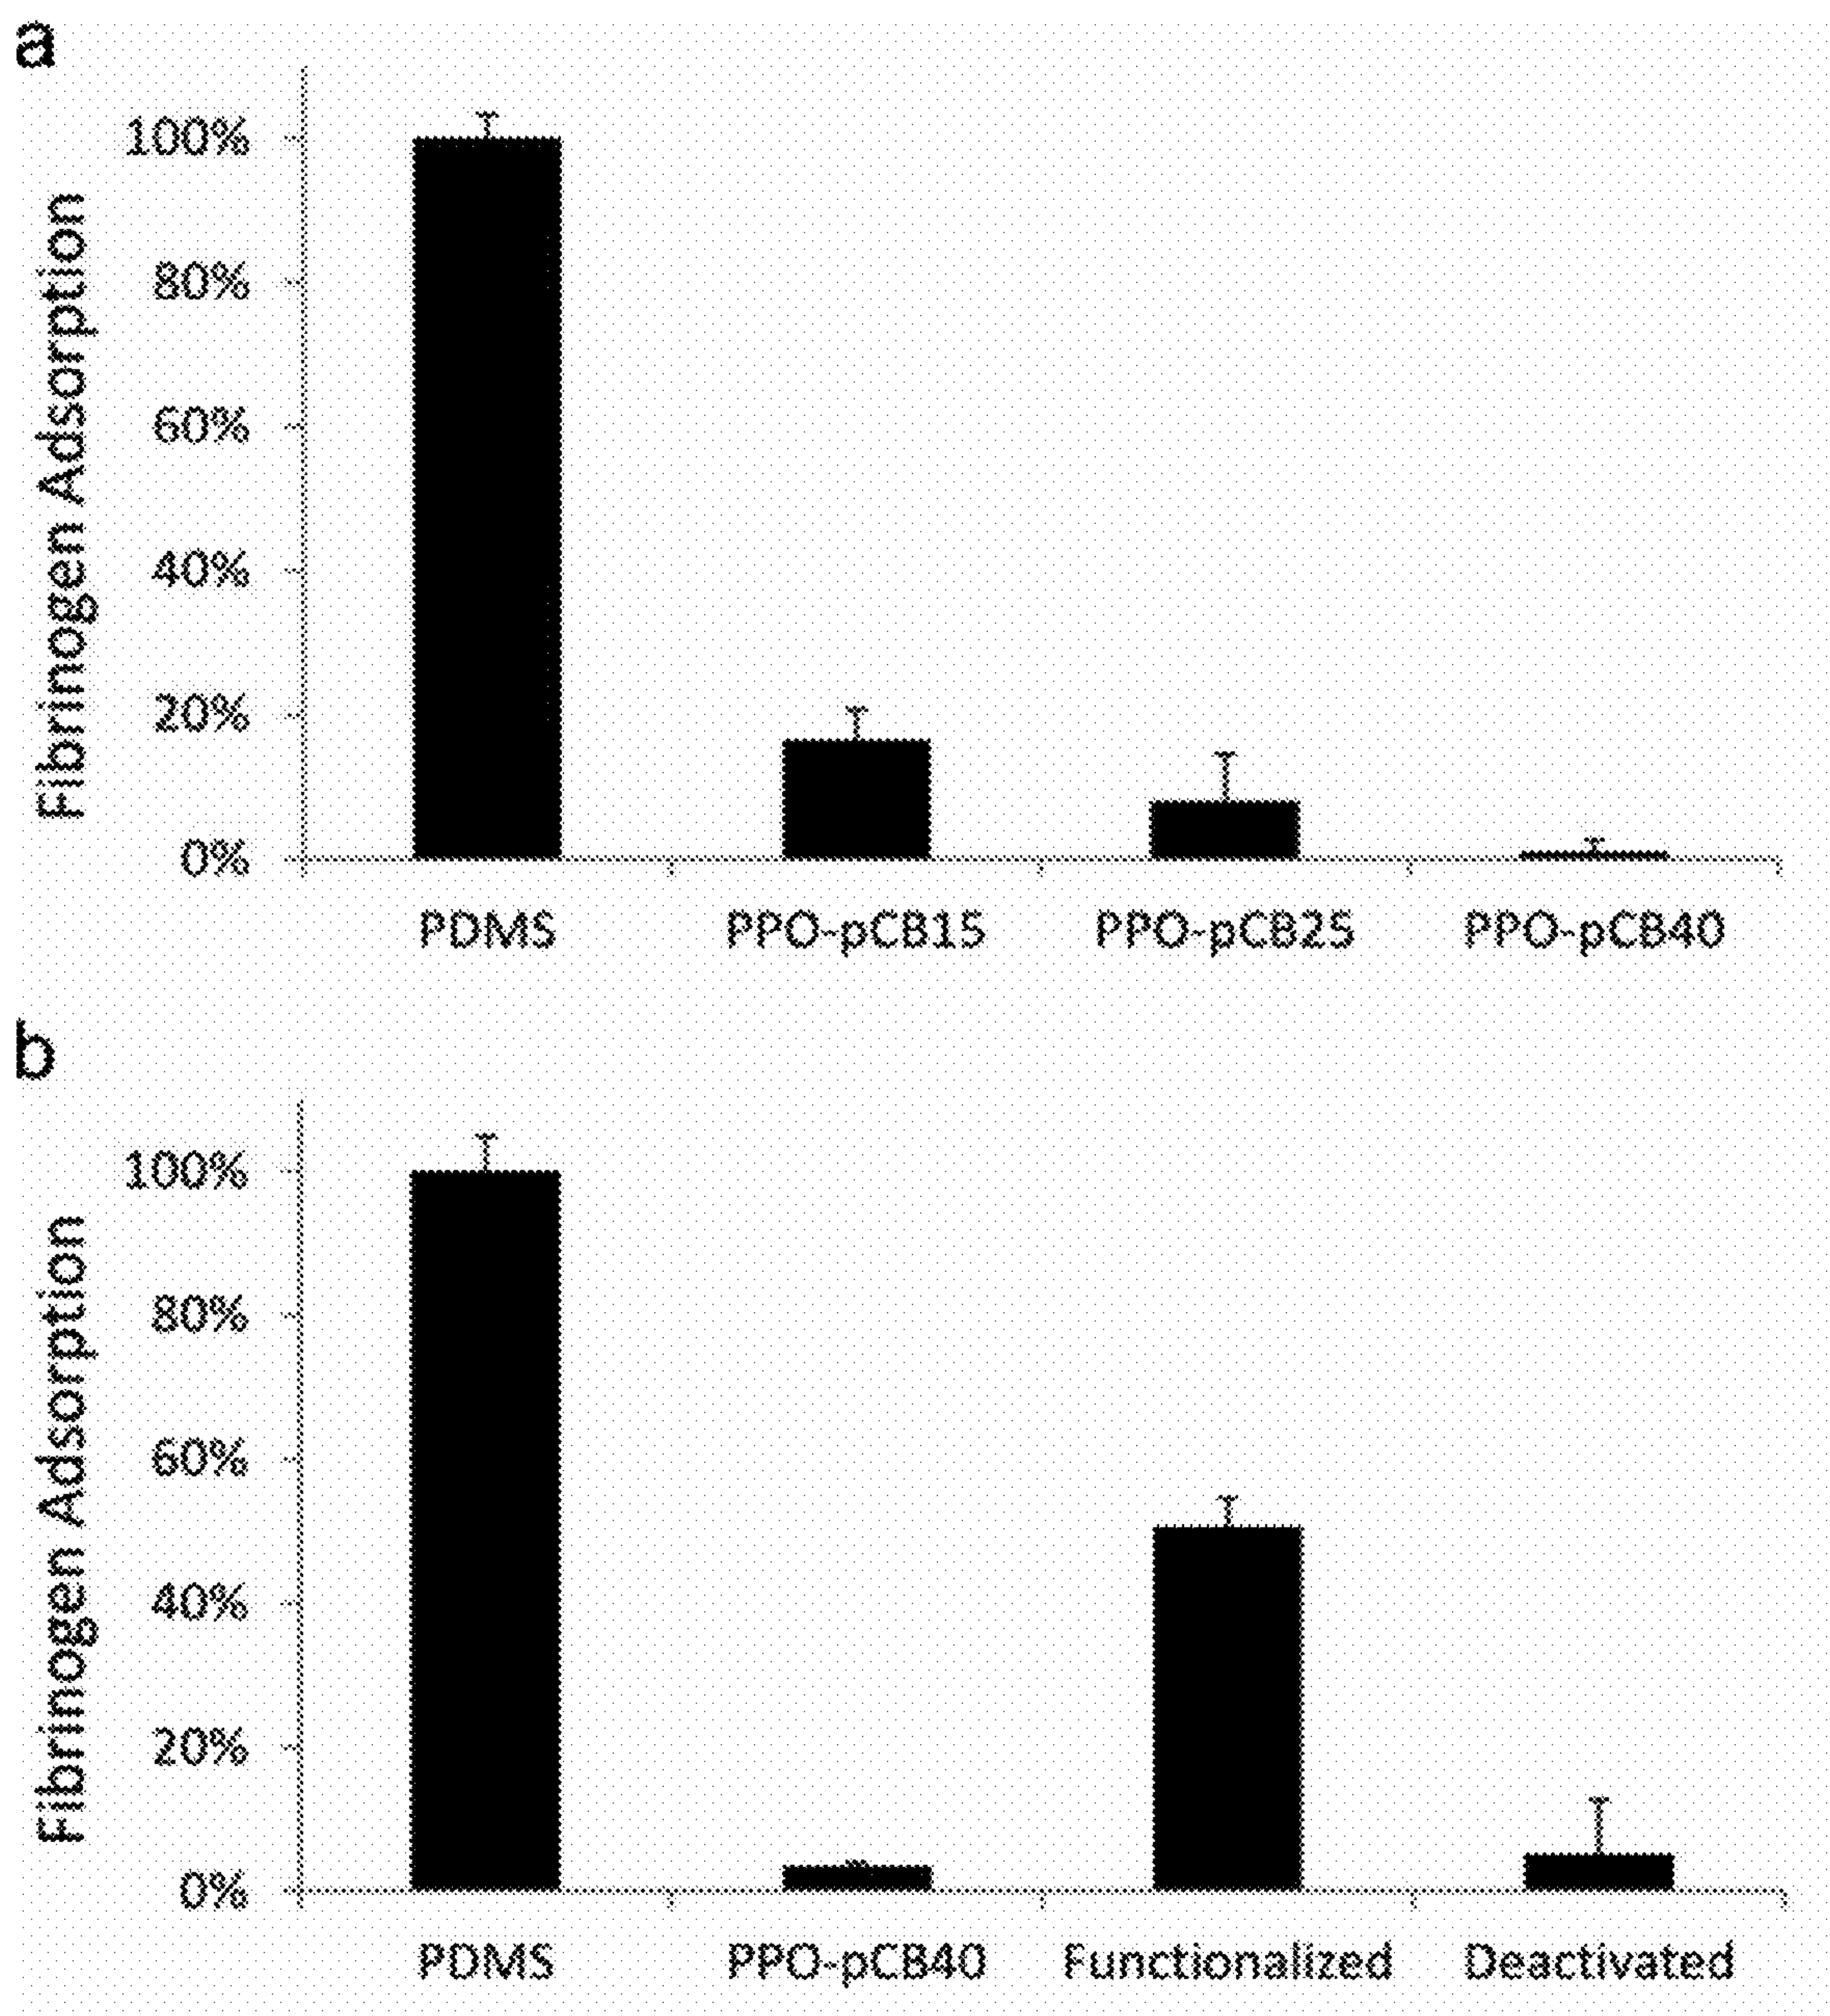 a
Fibrinogen Adsorption
100%
80%
60%
40%
20%
0%
PDMS PPO-pCB15 PPO-pCB25 PPO-pCB40
b
Fibrinogen Adsorption
100%
80%
60%
40%
20%
0%
PDMS PPO-pCB40 Functionalized Deactivated